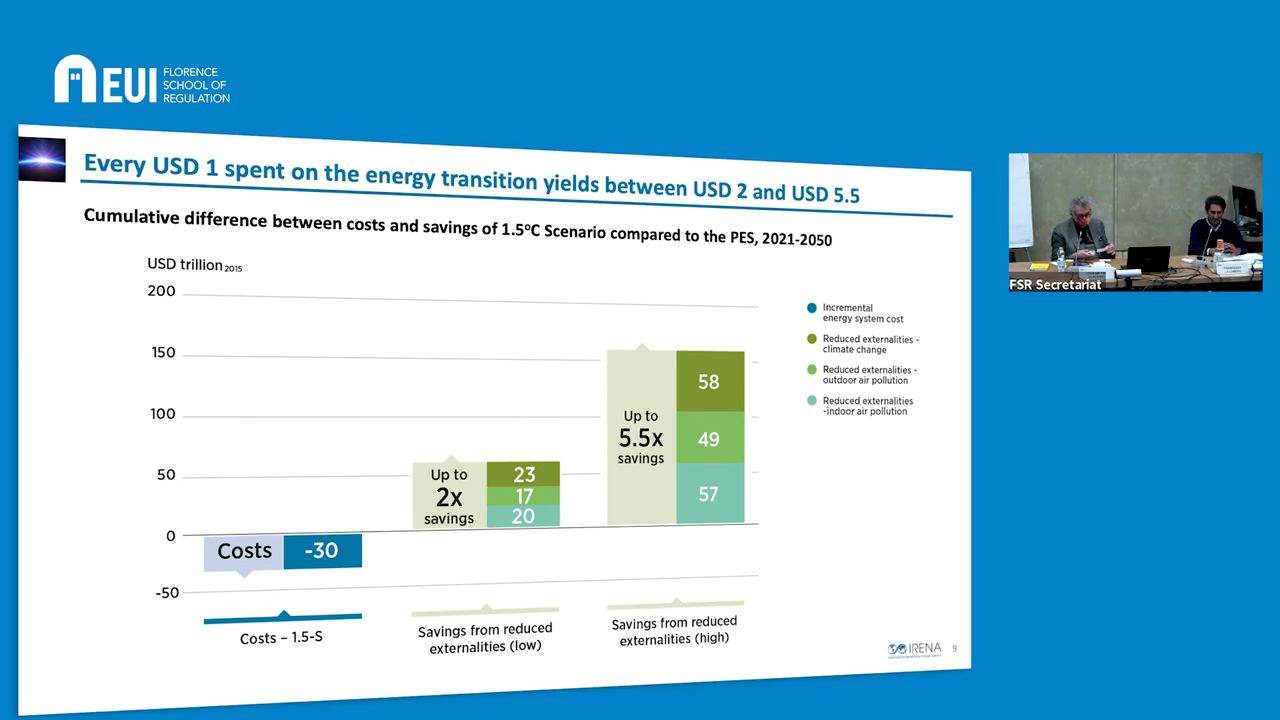 EUI
FLORENCE
SCHOOL OF
REGULATION
Every USD 1 spent on the energy transition yields between USD 2 and USD 5.5
Cumulative difference between costs and savings of 1.5°C Scenario compared to the PES, 2021-2050
USD trillion 2015
200
150
100
50
0
-50
Costs
-30
Up to
2x
savings
23
17
20
Up to
5.5x
savings
58
49
57
Costs – 1.5-S
Savings from reduced
externalities (low)
Savings from reduced
externalities (high)
Incremental
energy system cost
Reduced externalities -
climate change
Reduced externalities -
outdoor air pollution
Reduced externalities
-indoor air pollution
IRENA
9
FSR Secretariat